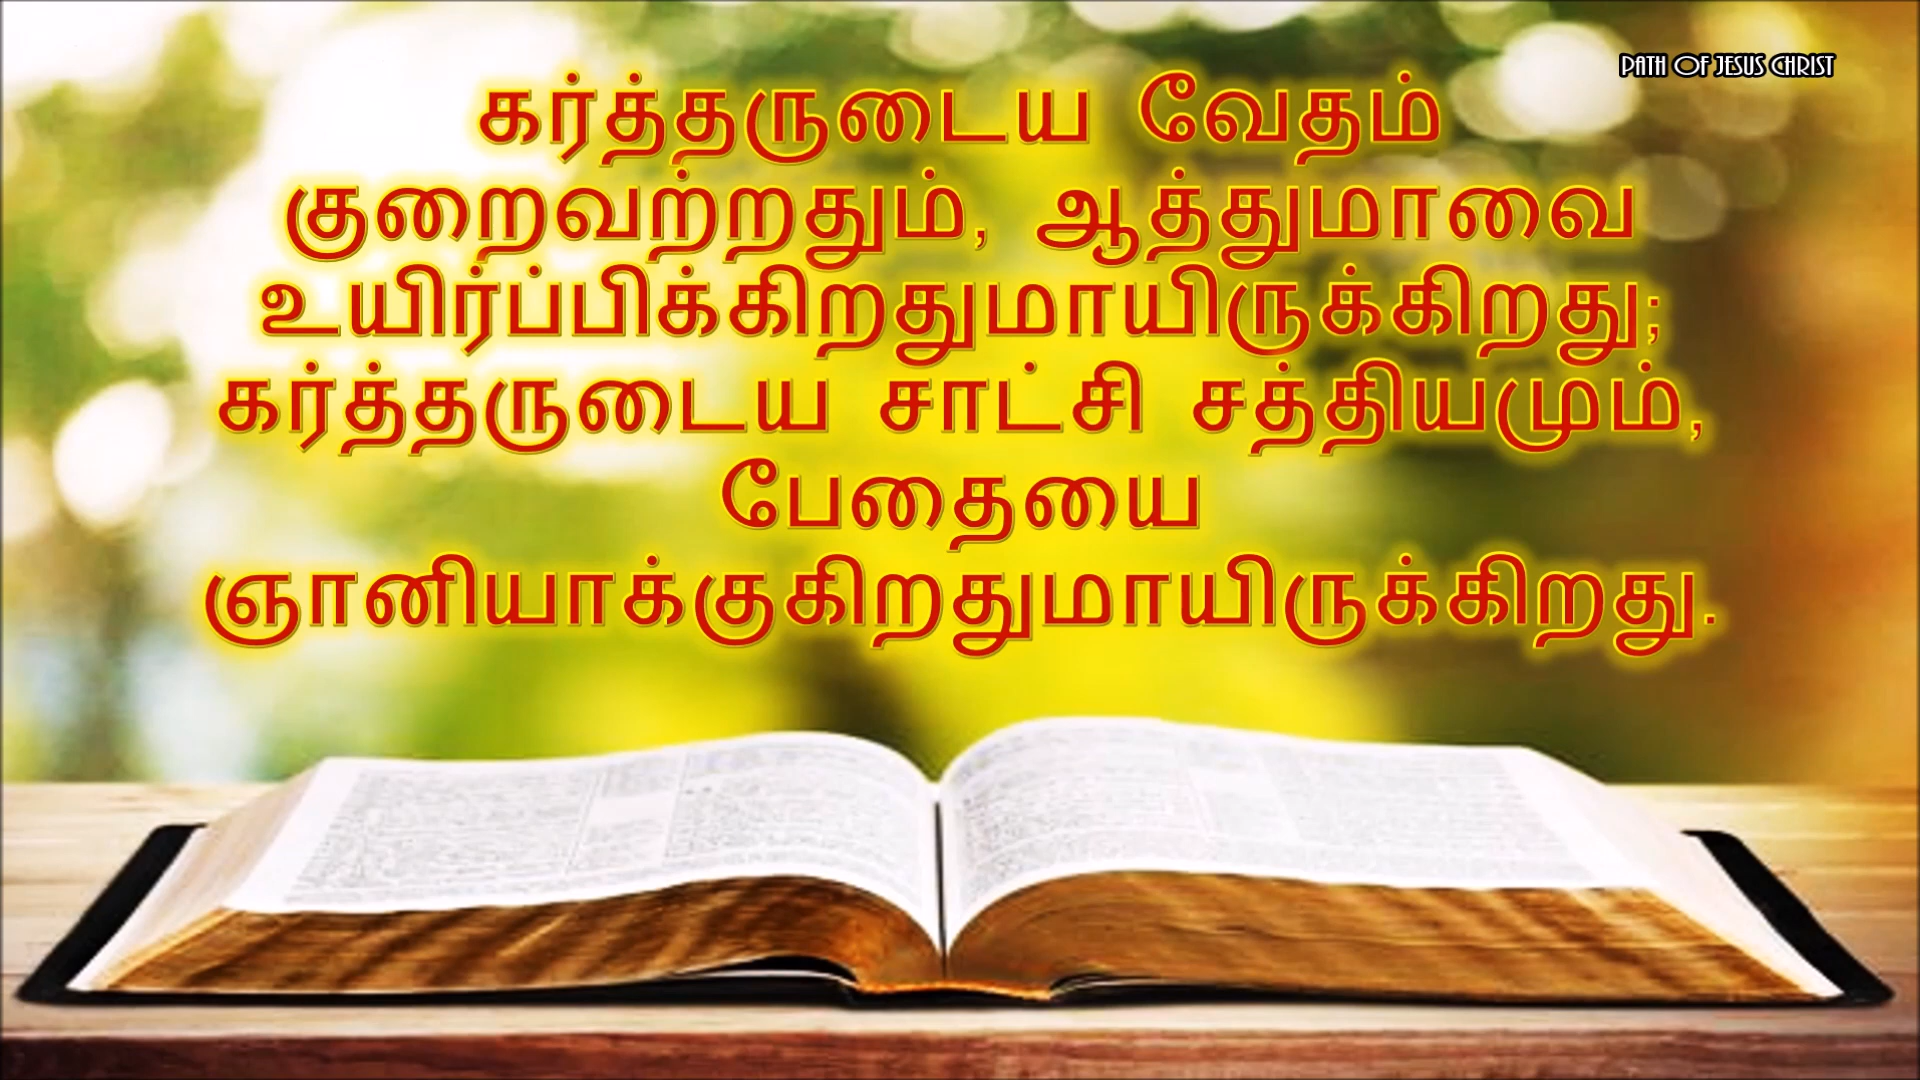 PATH OF JESUS CHRIST
கர்த்தருடைய வேதம்
குறைவற்றதும், ஆத்துமாவை
உயிர்ப்பிக்கிறதுமாயிருக்கிறது;
கர்த்தருடைய சாட்சி சத்தியமும்,
பேதையை
ஞானியாக்குகிறதுமாயிருக்கிறது.